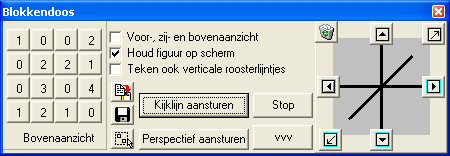 Blokkendoos
1 0 0 2
0 2 2 1
0 3 0 4
1 2 1 0
Bovenaanzicht
Voor-, zij- en bovenaanzicht
Houd figuur op scherm
Teken ook verticale roosterlijntjes
Kijklijn aansturen
Stop
Perspectief aansturen
vvv